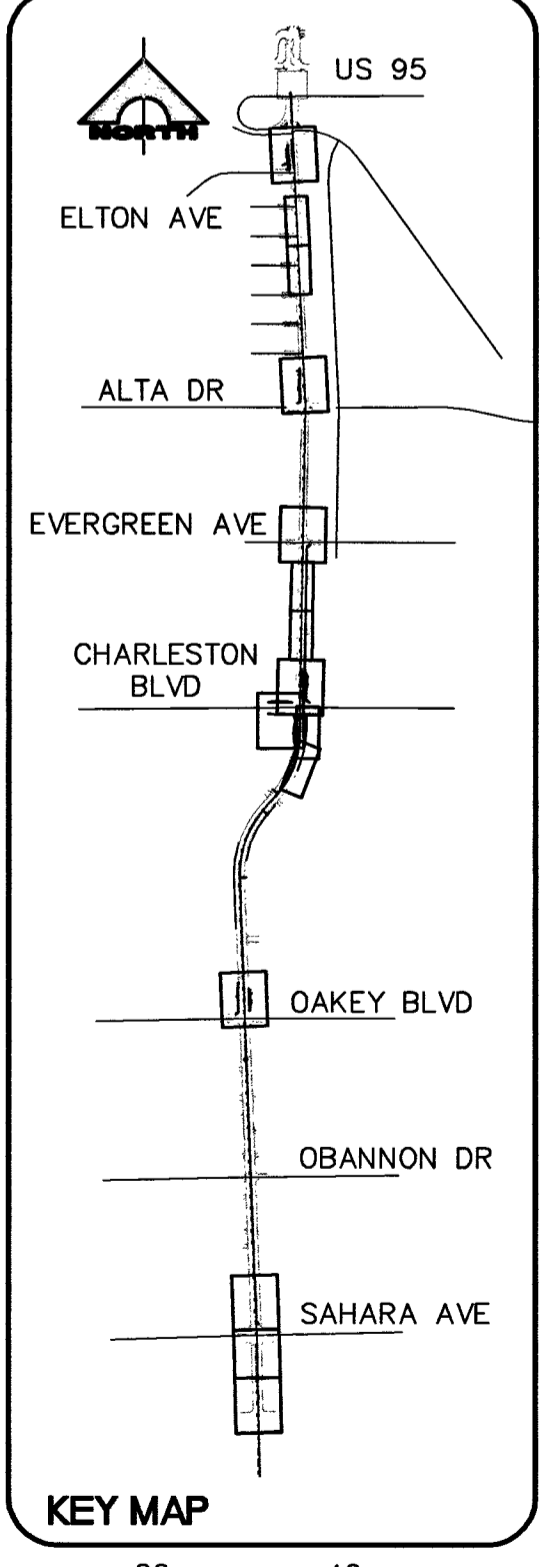 US 95
NORTH
ELTON AVE
ALTA DR
EVERGREEN AVE
CHARLESTON
BLVD
OAKEY BLVD
OBANNON DR
SAHARA AVE
KEY MAP